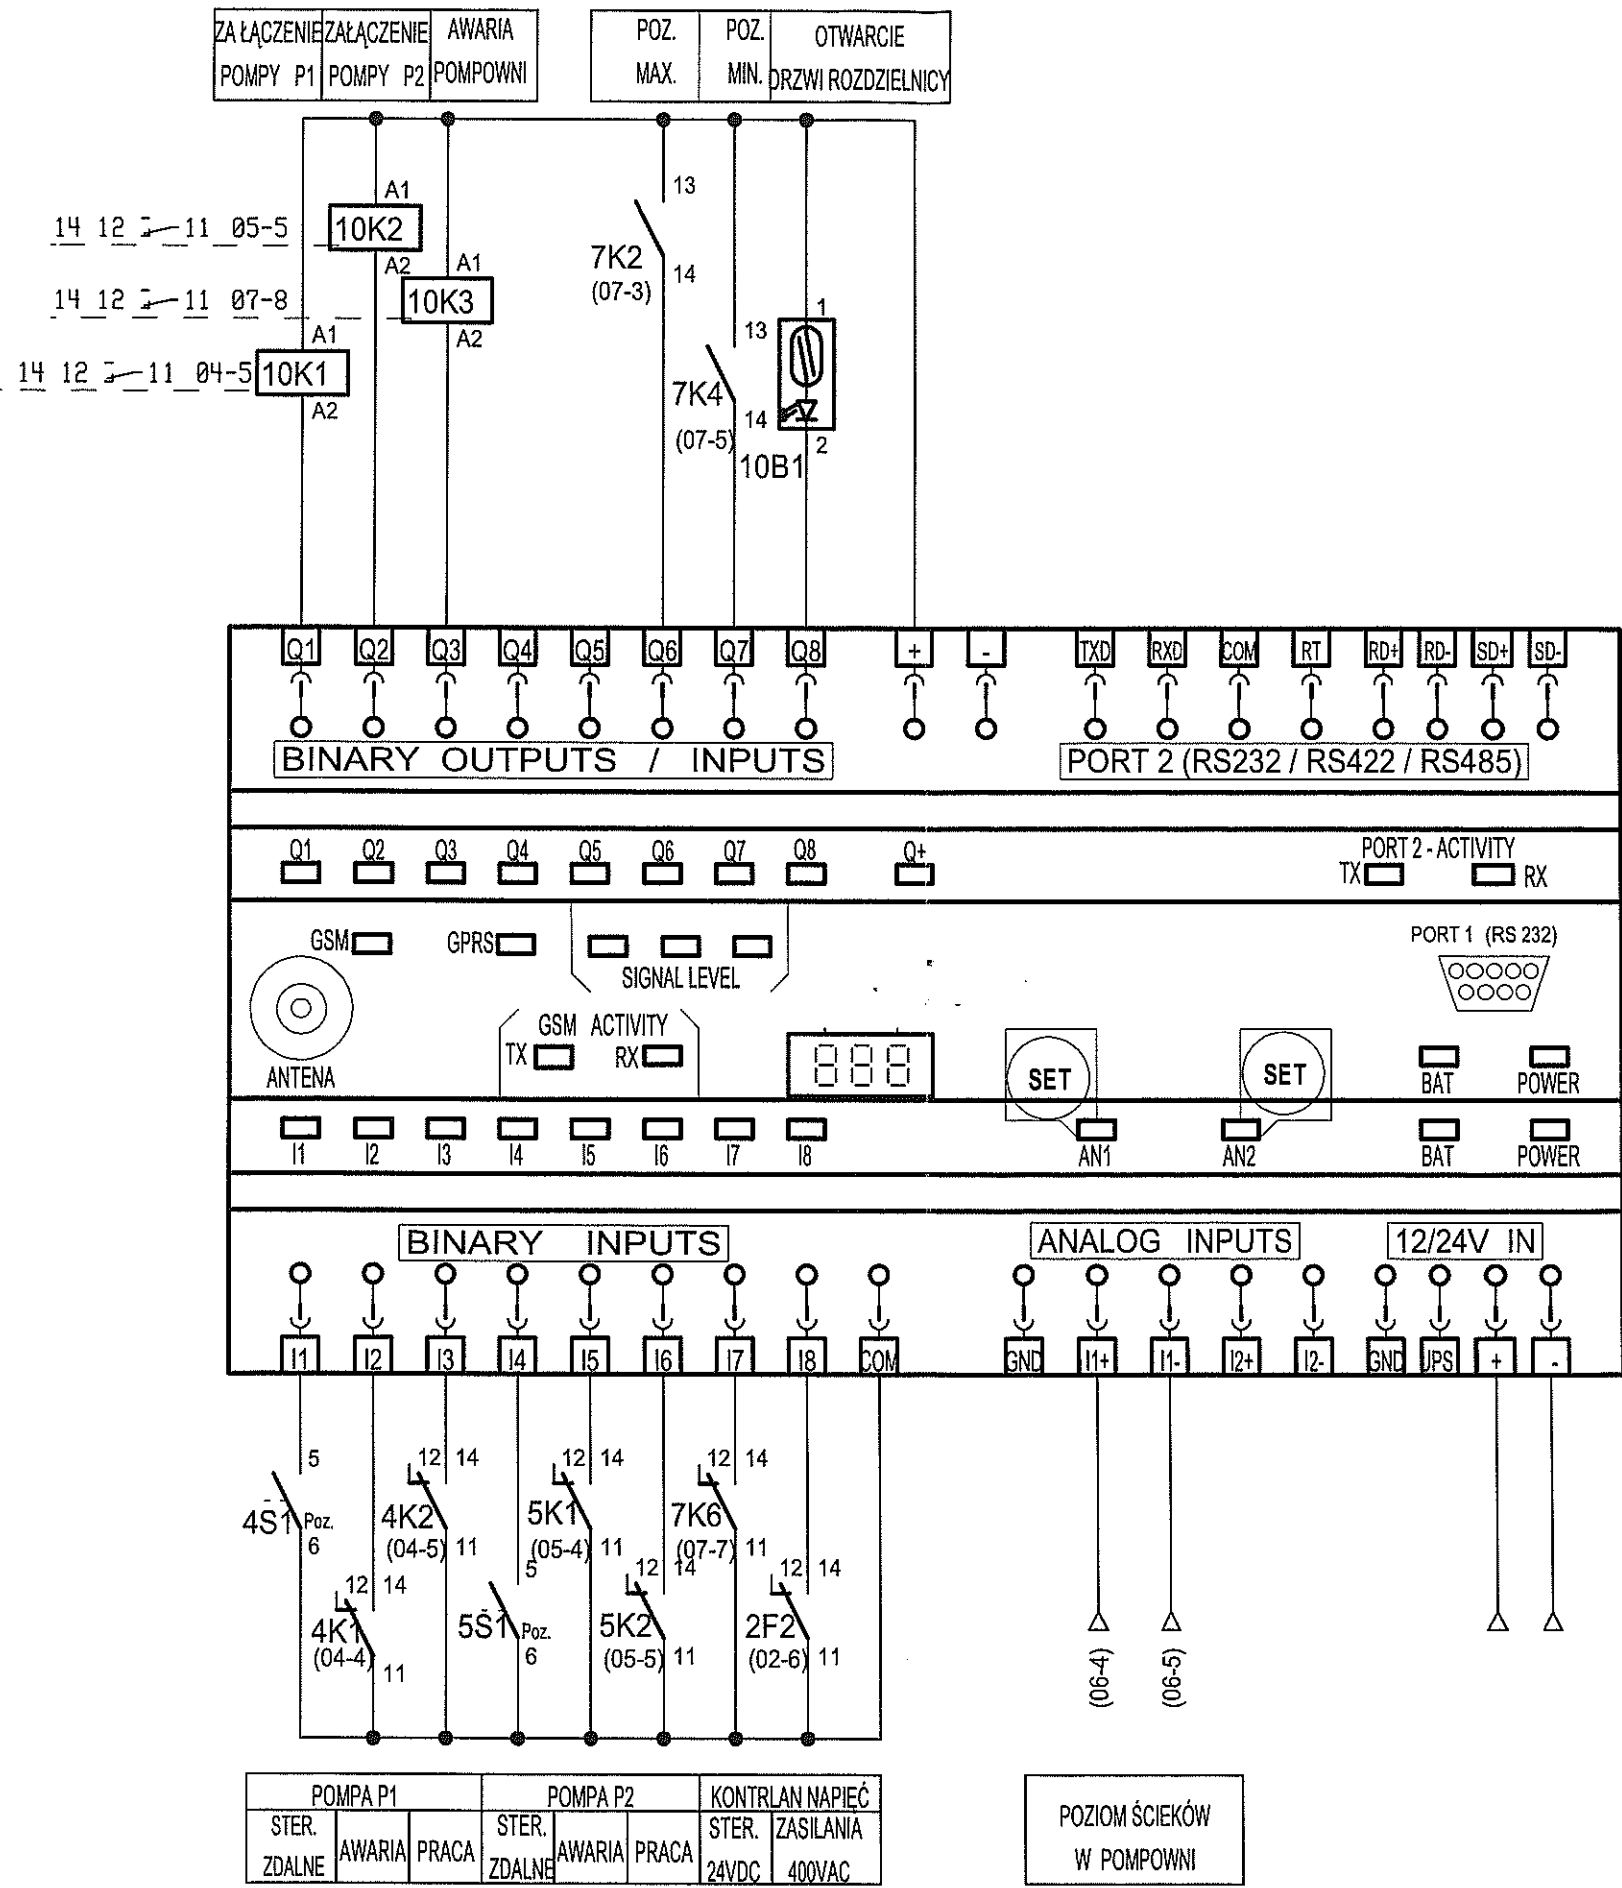 ZAŁĄCZENIE POMPY P1
ZAŁĄCZENIE POMPY P2
AWARIA POMPOWNI
POZ. MAX.
POZ. MIN.
OTWARCIE DRZWI ROZDZIELNICY
A1
14 12 11 05-5 10K2
A2
A1
14 12 11 07-8 10K3
A2
A1
14 12 11 04-5 10K1
A2
13
7K2
(07-3)
14
13
7K4
(07-5)
14
1
2
10B1
Q1 Q2 Q3 Q4 Q5 Q6 Q7 Q8 + - TXD RXD COM RT RD+ RD- SD+ SD-
BINARY OUTPUTS / INPUTS
PORT 2 (RS232 / RS422 / RS485)
Q1 Q2 Q3 Q4 Q5 Q6 Q7 Q8 Q+
PORT 2 - ACTIVITY
TX RX
GSM GPRS
SIGNAL LEVEL
PORT 1 (RS 232)
GSM ACTIVITY
TX RX
ANTENA
888
SET SET
BAT POWER
I1 I2 I3 I4 I5 I6 I7 I8 AN1 AN2 BAT POWER
BINARY INPUTS
ANALOG INPUTS
12/24V IN
I1 I2 I3 I4 I5 I6 I7 I8 COM GND I1+ I1- I2+ I2- GND UPS + -
5
4S1 Poz.
6
12 14
4K1
(04-4)
11
12 14
4K2
(04-5) 11
5
5S1 Poz.
6
12 14
5K1
(05-4) 11
12 14
5K2
(05-5) 11
12 14
7K6
(07-7) 11
12 14
2F2
(02-6) 11
(06-4)
(06-5)
POMPA P1 POMPA P2 KONTRLAN NAPIĘĆ
STER. ZDALNE
AWARIA
PRACA
STER. ZDALNE
AWARIA
PRACA
STER. 24VDC
ZASILANIA 400VAC
POZIOM ŚCIEKÓW
W POMPOWNI